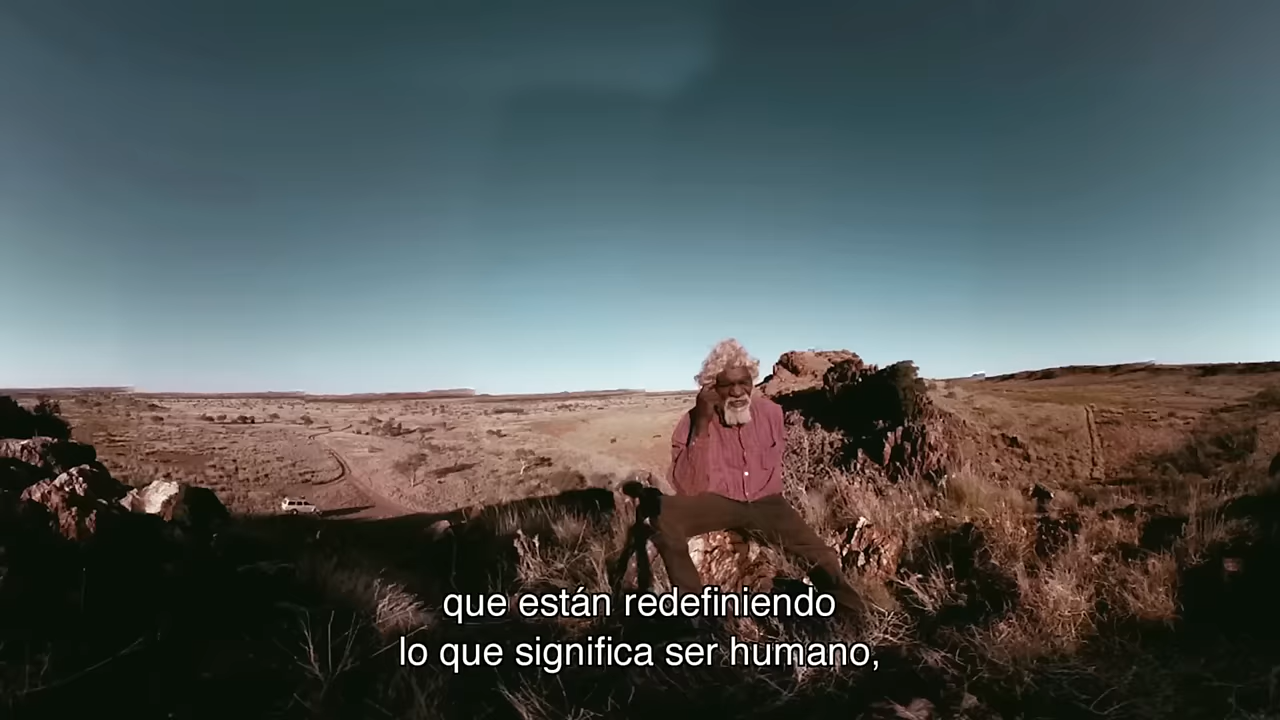 que están redefiniendo
lo que significa ser humano,